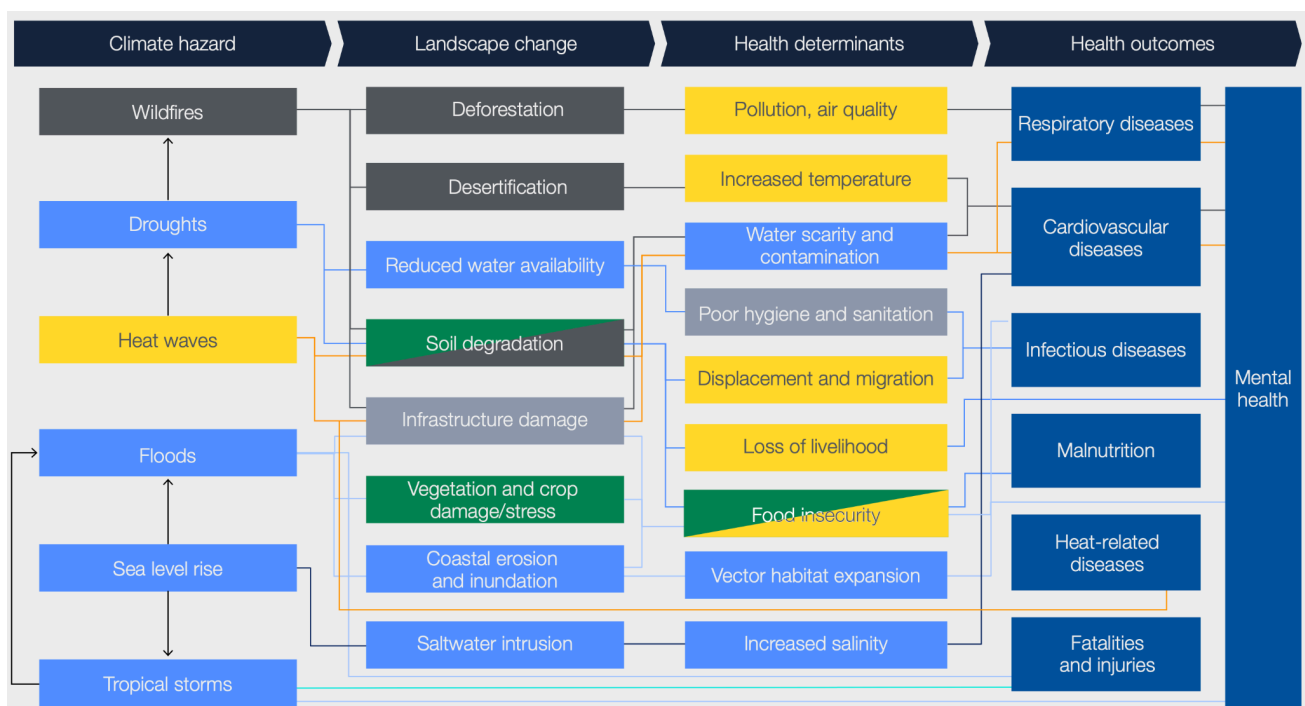 Climate hazard
Landscape change
Health determinants
Health outcomes
Wildfires
Droughts
Heat waves
Floods
Sea level rise
Tropical storms
Deforestation
Desertification
Reduced water availability
Soil degradation
Infrastructure damage
Vegetation and crop
damage/stress
Coastal erosion
and inundation
Saltwater intrusion
Pollution, air quality
Increased temperature
Water scarity and
contamination
Poor hygiene and sanitation
Displacement and migration
Loss of livelihood
Food insecurity
Vector habitat expansion
Increased salinity
Respiratory diseases
Cardiovascular
diseases
Infectious diseases
Malnutrition
Heat-related
diseases
Fatalities
and injuries
Mental
health